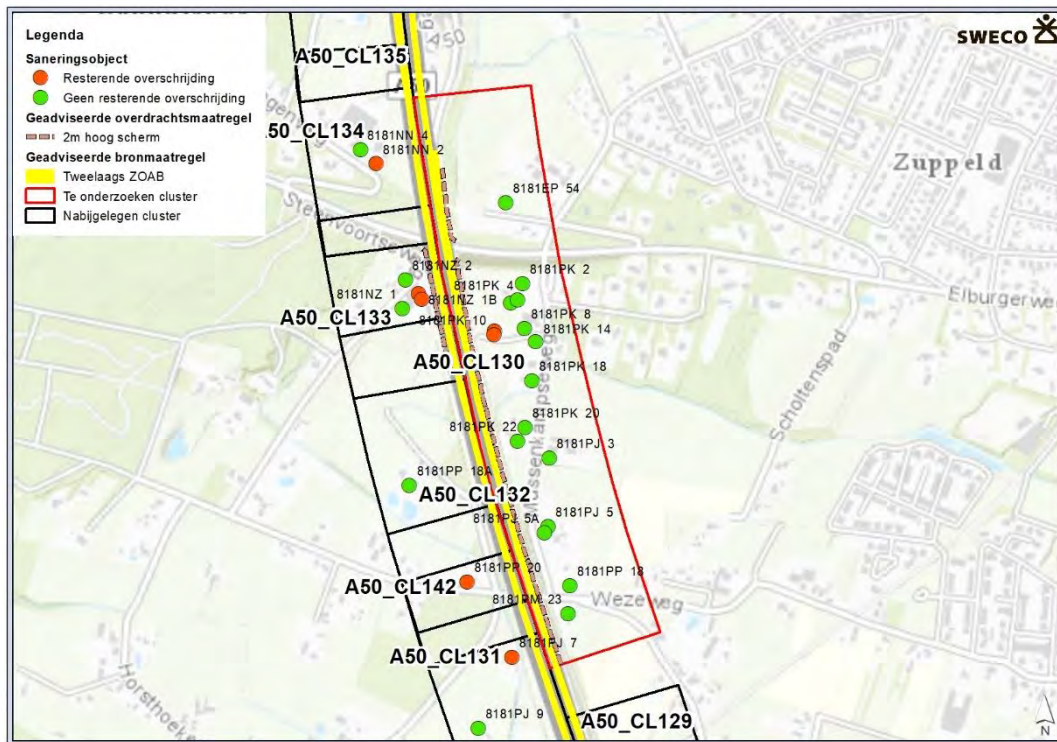 Legenda
Saneringsobject
Resterende overschrijding
Geen resterende overschrijding
Geadviseerde overdrachtsmaatregel
2m hoog scherm
Geadviseerde bronmaatregel
Tweelaags ZOAB
Te onderzoeken cluster
Nabijgelegen cluster
SWECO
A50
A50_CL135
A50
8181NN 4
8181NN 2
Zuppeld
8181EP 54
8181NZ 2
8181PK 4
8181PK 2
Elburgerweg
8181NZ 1
8181NZ 1B
A50_CL133
8181PK 10
8181PK 8
8181PK 14
A50_CL130
8181PK 18
Scholtenspad
8181PK 20
8181PK 22
8181PJ 3
8181PP 18A
A50_CL132
8181PJ 5
8181PJ 5A
8181PP 20
8181PP 18
A50_CL142
8181PM 23
Wezeweg
8181PJ 7
A50_CL131
8181PJ 9
A50_CL129
N